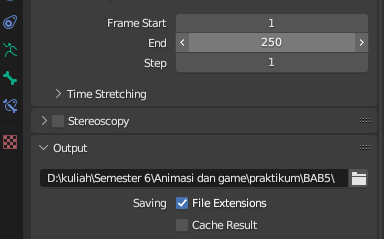 Frame Start 1
End 250
Step 1
Time Stretching
Stereoscopy
Output
D:\kuliah\Semester 6\Animasi dan game\praktikum\BAB5\
Saving File Extensions
Cache Result